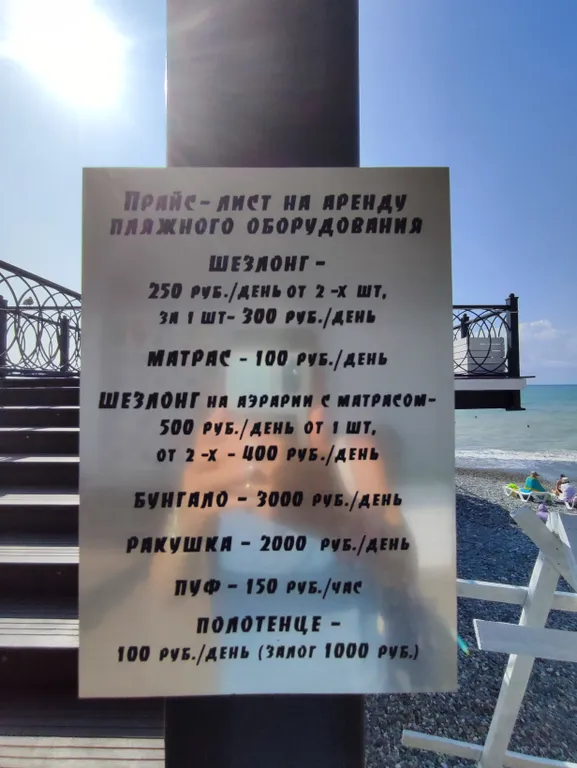 Прайс-лист на аренду
пляжного оборудования
Шезлонг -
250 руб./день от 2 -х шт,
за 1 шт- 300 руб./день
Матрас - 100 руб./день
Шезлонг на аэрарии с матрасом-
500 руб./день от 1 шт,
от 2 -х - 400 руб./день
Бунгало - 3000 руб./день
Ракушка - 2000 руб./день
Пуф - 150 руб./час
Полотенце -
100 руб./день (залог 1000 руб.)